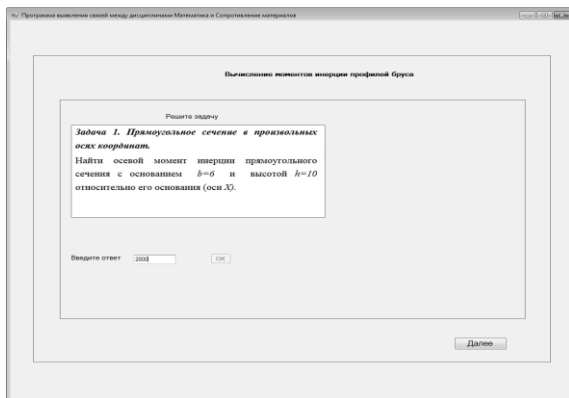 Программа выявления связей между дисциплинами Математика и Сопротивление материалов
Вычисление моментов инерции профилей бруса
Решите задачу
Задача 1. Прямоугольное сечение в произвольных
осях координат.
Найти осевой момент инерции прямоугольного
сечения с основанием b=6 и высотой h=10
относительно его основания (оси X).
Введите ответ 2000 ОК
Далее